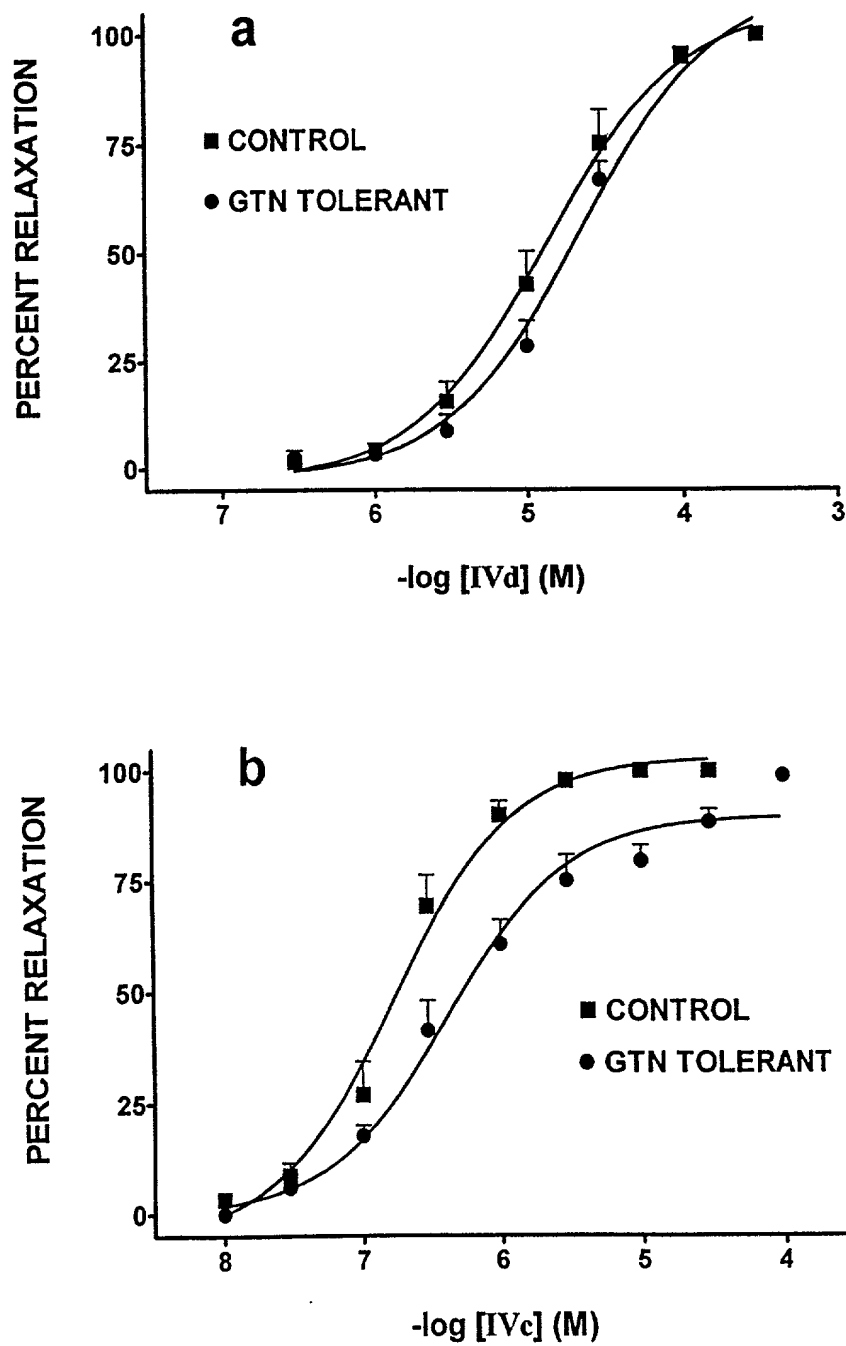 a
PERCENT RELAXATION
100
75
50
25
0
CONTROL
GTN TOLERANT
7 6 5 4 3
-log [IVd] (M)
b
PERCENT RELAXATION
100
75
50
25
0
CONTROL
GTN TOLERANT
8 7 6 5 4
-log [IVc] (M)